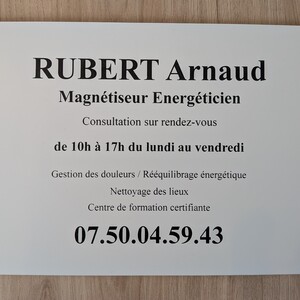 RUBERT Arnaud
Magnétiseur Energéticien
Consultation sur rendez-vous
de 10h à 17h du lundi au vendredi
Gestion des douleurs / Rééquilibrage énergétique
Nettoyage des lieux
Centre de formation certifiante
07.50.04.59.43